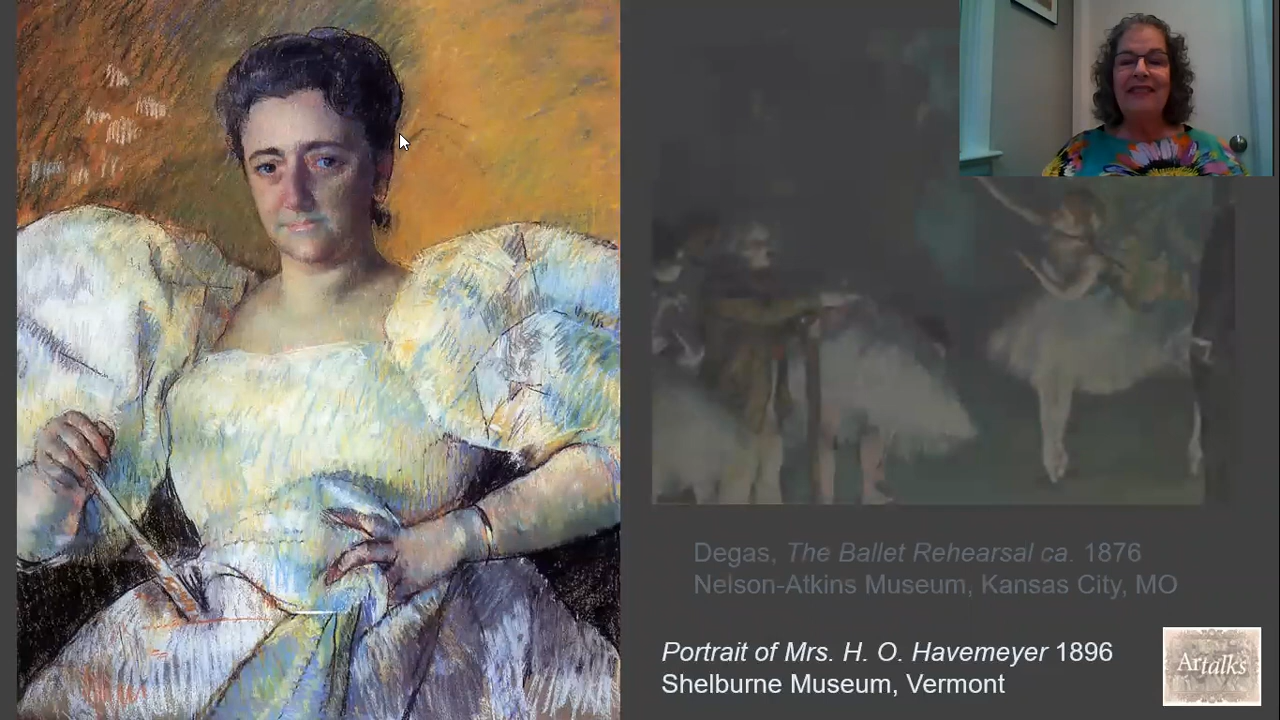 Degas, The Ballet Rehearsal ca. 1876
Nelson-Atkins Museum, Kansas City, MO
Portrait of Mrs. H. O. Havemeyer 1896
Shelburne Museum, Vermont
Artalks